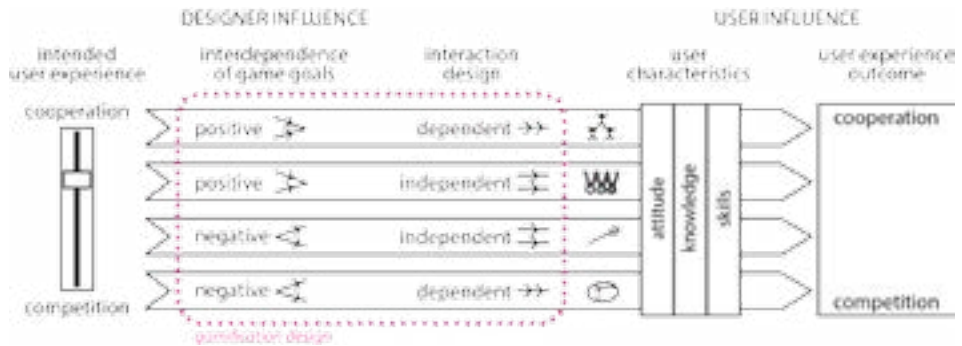 DESIGNER INFLUENCE
USER INFLUENCE
intended
user experience
interdependence
of game goals
interaction
design
user
characteristics
user experience
outcome
cooperation
competition
positive
dependent
positive
independent
negative
independent
negative
dependent
gamification design
attitude
knowledge
skills
cooperation
competition